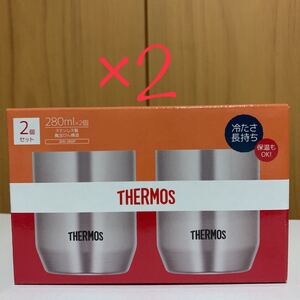 ×2
2個
セット
280ml×2個
ステンレス製
真空断熱構造
冷たさ
長持ち
保温も
OK!
THERMOS
THERMOS
THERMOS